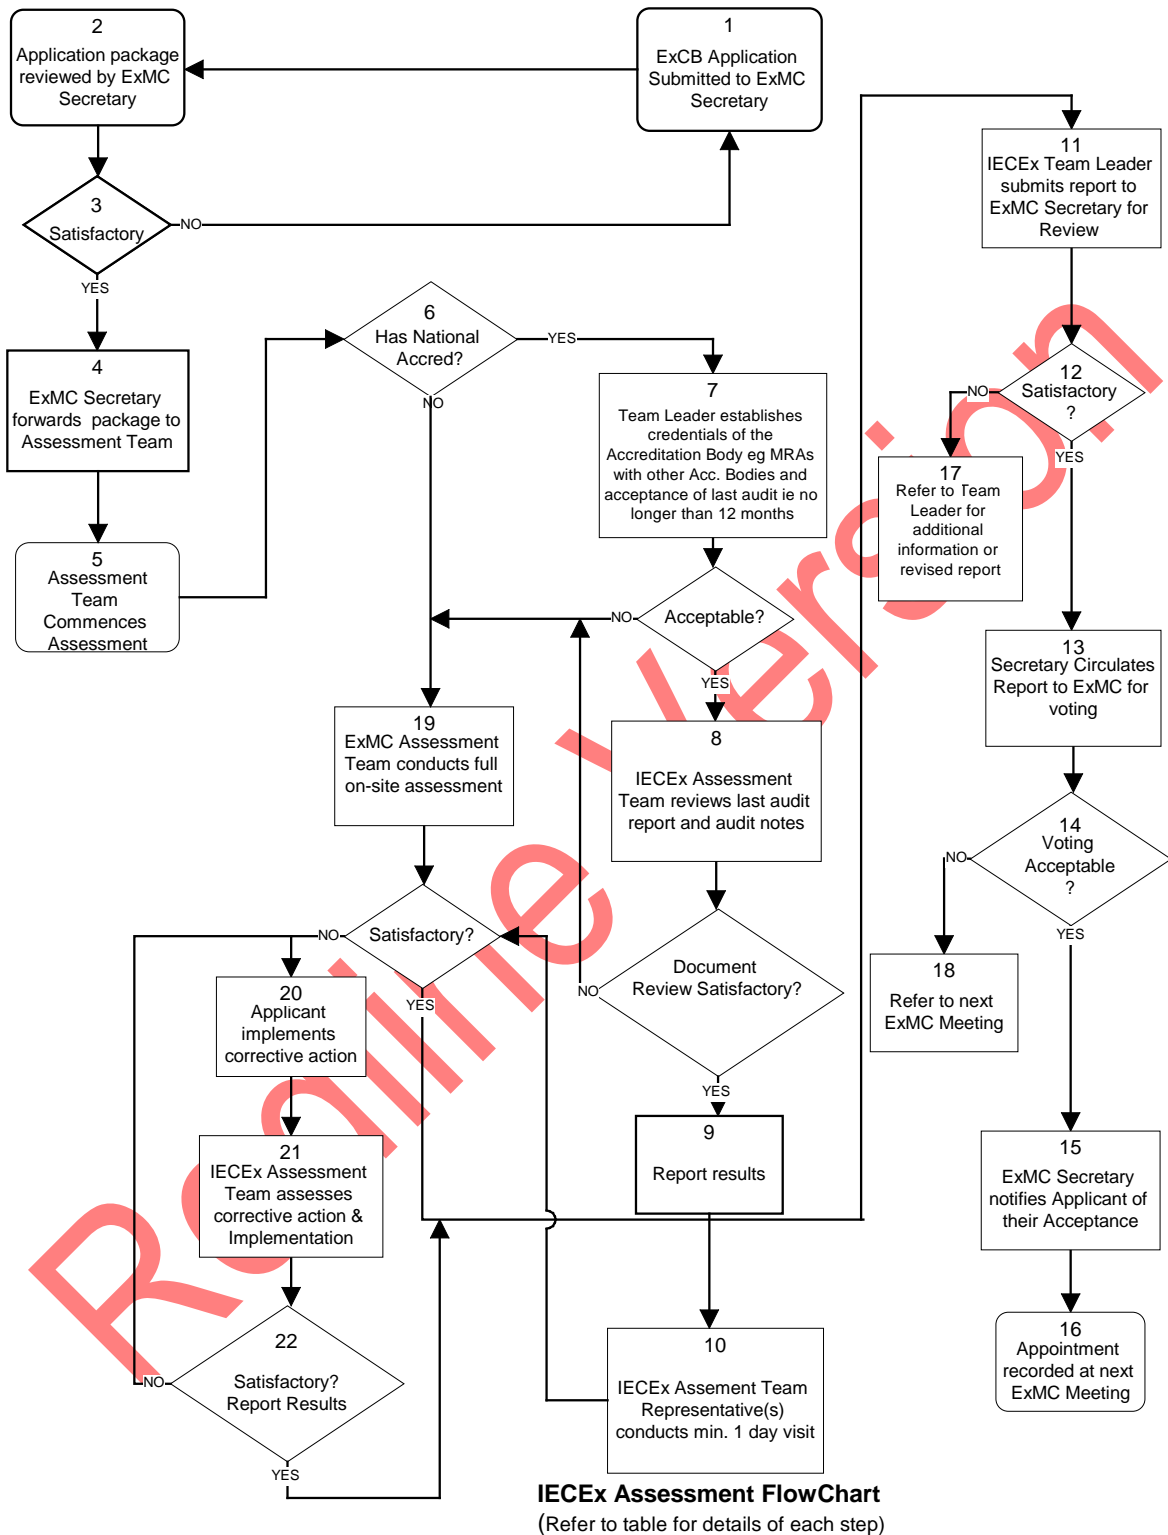 1
ExCB Application
Submitted to ExMC
Secretary
2
Application package
reviewed by ExMC
Secretary
3
Satisfactory
NO
YES
4
ExMC Secretary
forwards package to
Assessment Team
5
Assessment
Team
Commences
Assessment
6
Has National
Accred?
YES
NO
7
Team Leader establishes
credentials of the
Accreditation Body eg MRAs
with other Acc. Bodies and
acceptance of last audit ie no
longer than 12 months
Acceptable?
NO
YES
8
IECEx Assessment
Team reviews last audit
report and audit notes
Document
Review Satisfactory?
NO
YES
9
Report results
10
IECEx Assement Team
Representative(s)
conducts min. 1 day visit
11
IECEx Team Leader
submits report to
ExMC Secretary for
Review
12
Satisfactory
?
NO
YES
17
Refer to Team
Leader for
additional
information or
revised report
13
Secretary Circulates
Report to ExMC for
voting
14
Voting
Acceptable
?
NO
YES
18
Refer to next
ExMC Meeting
15
ExMC Secretary
notifies Applicant of
their Acceptance
16
Appointment
recorded at next
ExMC Meeting
19
ExMC Assessment
Team conducts full
on-site assessment
Satisfactory?
NO
YES
20
Applicant
implements
corrective action
21
IECEx Assessment
Team assesses
corrective action &
Implementation
22
Satisfactory?
Report Results
NO
YES
IECEx Assessment FlowChart
(Refer to table for details of each step)
Redline Version